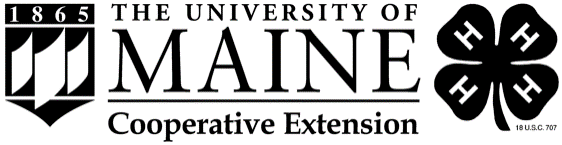 1865
THE UNIVERSITY OF
MAINE
Cooperative Extension
H H
H H
18 U.S.C. 707